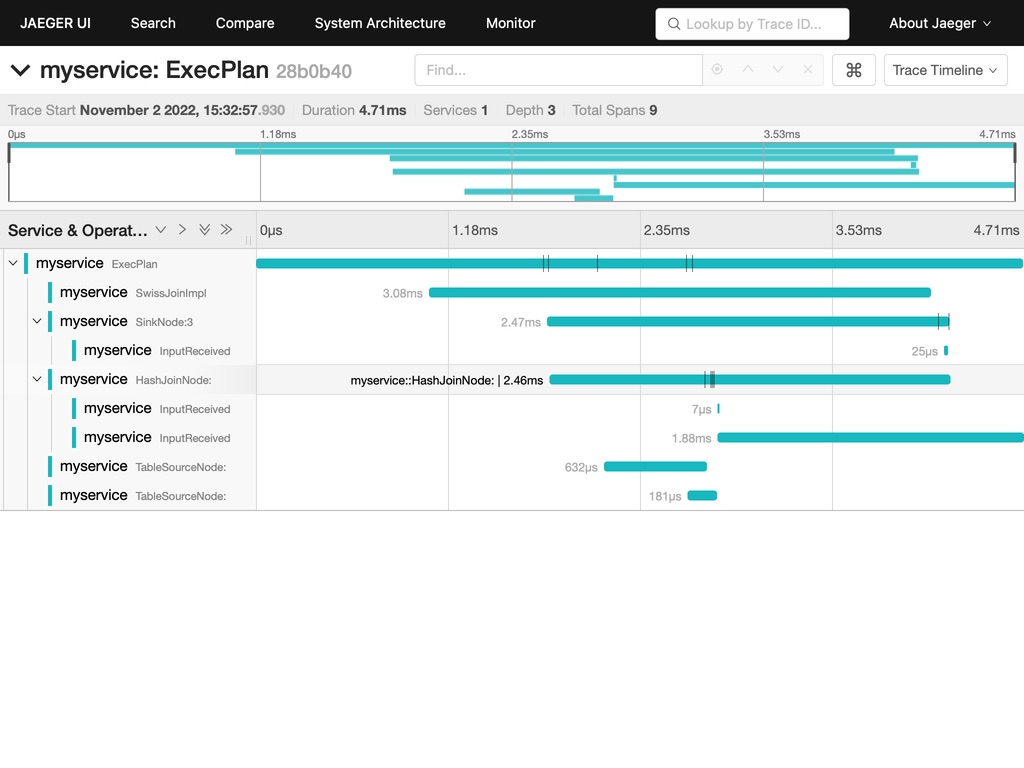 JAEGER UI Search Compare System Architecture Monitor Lookup by Trace ID... About Jaeger
myservice: ExecPlan 28b0b40 Find... ⌘ Trace Timeline
Trace Start November 2 2022, 15:32:57.930 Duration 4.71ms Services 1 Depth 3 Total Spans 9
0μs 1.18ms 2.35ms 3.53ms 4.71ms
Service & Operat... 0μs 1.18ms 2.35ms 3.53ms 4.71ms
myservice ExecPlan
myservice SwissJoinImpl 3.08ms
myservice SinkNode:3 2.47ms
myservice InputReceived 25μs
myservice HashJoinNode: myservice::HashJoinNode: | 2.46ms
myservice InputReceived 7μs
myservice InputReceived 1.88ms
myservice TableSourceNode: 632μs
myservice TableSourceNode: 181μs